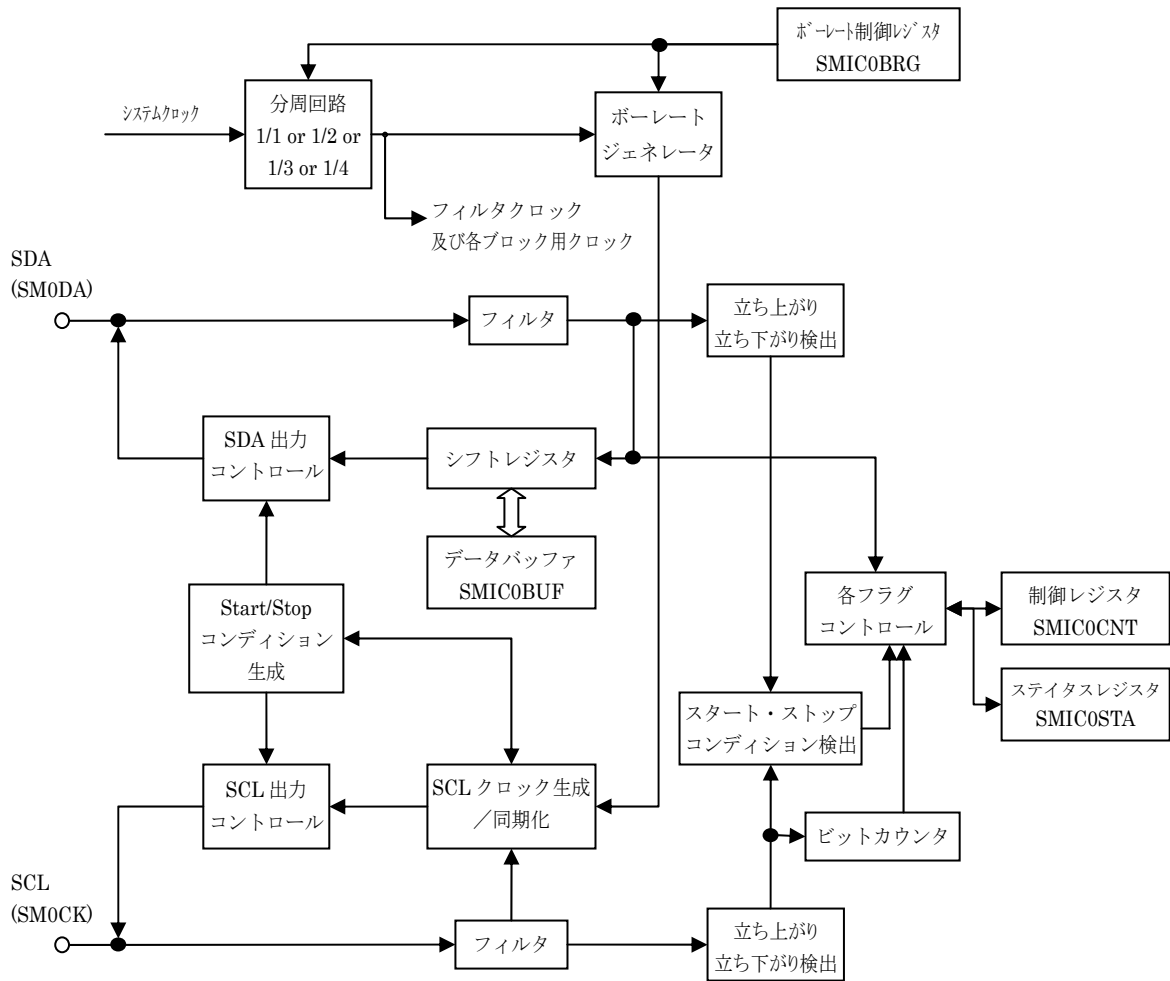 ボーレート制御レジスタ
SMIC0BRG
システムクロック
分周回路
1/1 or 1/2 or
1/3 or 1/4
ボーレート
ジェネレータ
フィルタクロック
及び各ブロック用クロック
SDA
(SM0DA)
フィルタ
立ち上がり
立ち下がり検出
SDA 出力
コントロール
シフトレジスタ
データバッファ
SMIC0BUF
Start/Stop
コンディション
生成
各フラグ
コントロール
制御レジスタ
SMIC0CNT
ステイタスレジスタ
SMIC0STA
スタート・ストップ
コンディション検出
SCL 出力
コントロール
SCL クロック生成
／同期化
ビットカウンタ
SCL
(SM0CK)
フィルタ
立ち上がり
立ち下がり検出